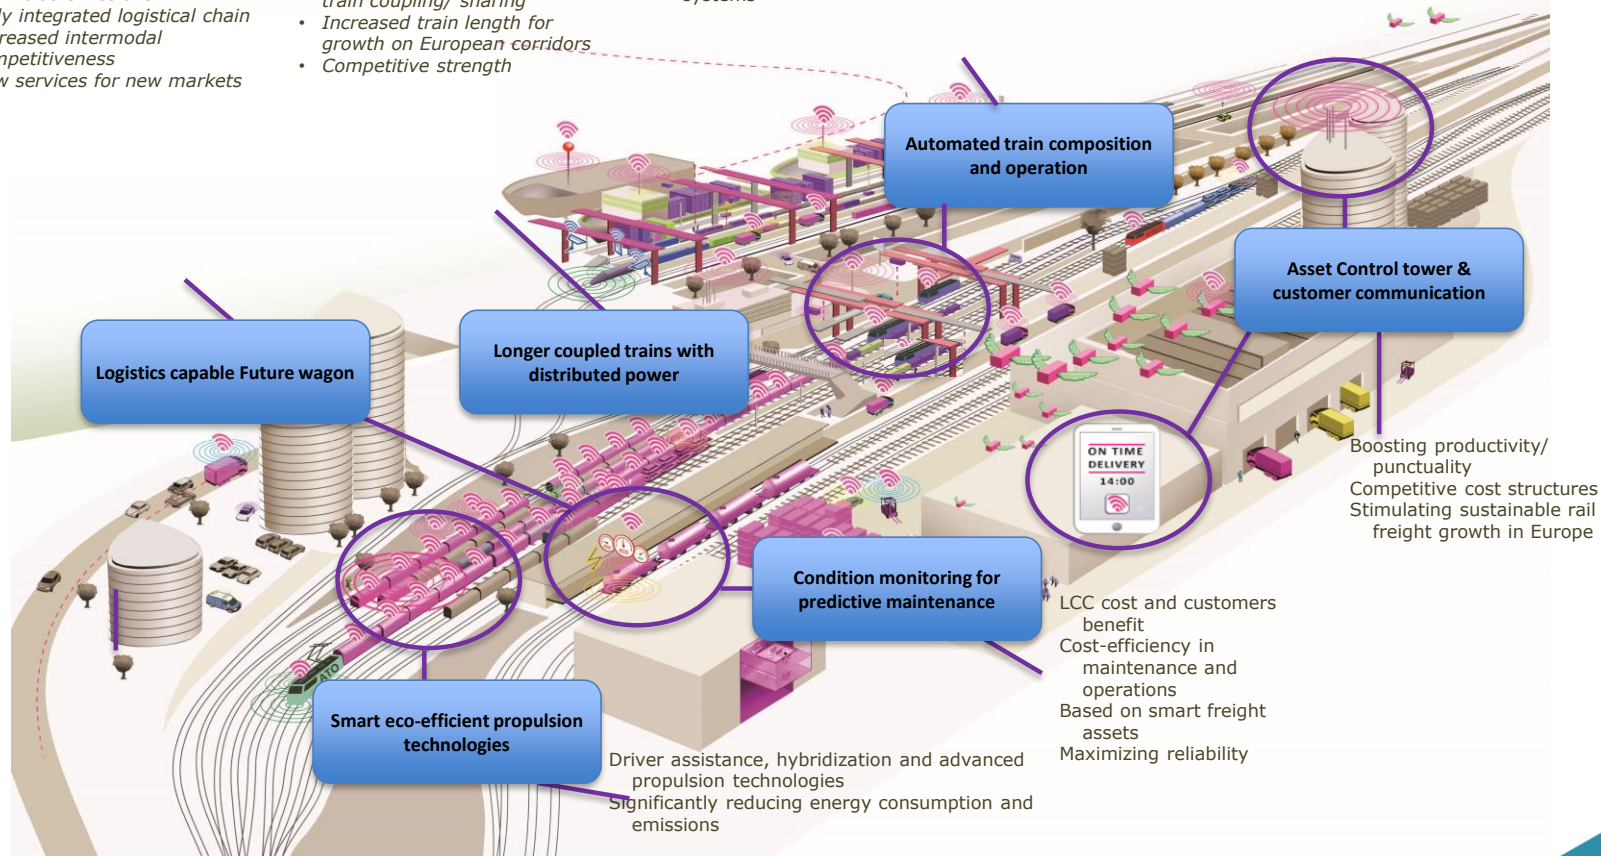 train coupling/ sharing
integrated logistical chain
• Increased train length for
growth on European corridors
intermodal
• Competitive strength
services for new markets
Automated train composition
and operation
Asset Control tower &
customer communication
Logistics capable Future wagon
Longer coupled trains with
distributed power
ON TIME
DELIVERY
14:00
Boosting productivity/
punctuality
Competitive cost structures
Stimulating sustainable rail
freight growth in Europe
Condition monitoring for
predictive maintenance
LCC cost and customers
benefit
Cost-efficiency in
maintenance and
operations
Based on smart freight
assets
Maximizing reliability
ATO
Smart eco-efficient propulsion
technologies
Driver assistance, hybridization and advanced
propulsion technologies
Significantly reducing energy consumption and
emissions